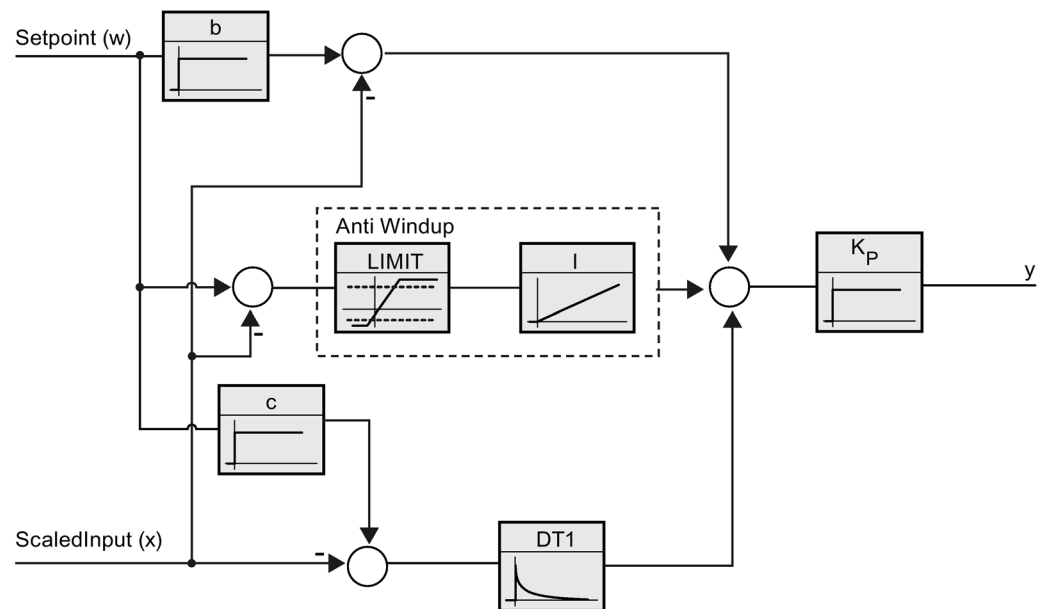 b
Setpoint (w)
-
Anti Windup
LIMIT
I
KP
y
-
c
ScaledInput (x)
-
DT1